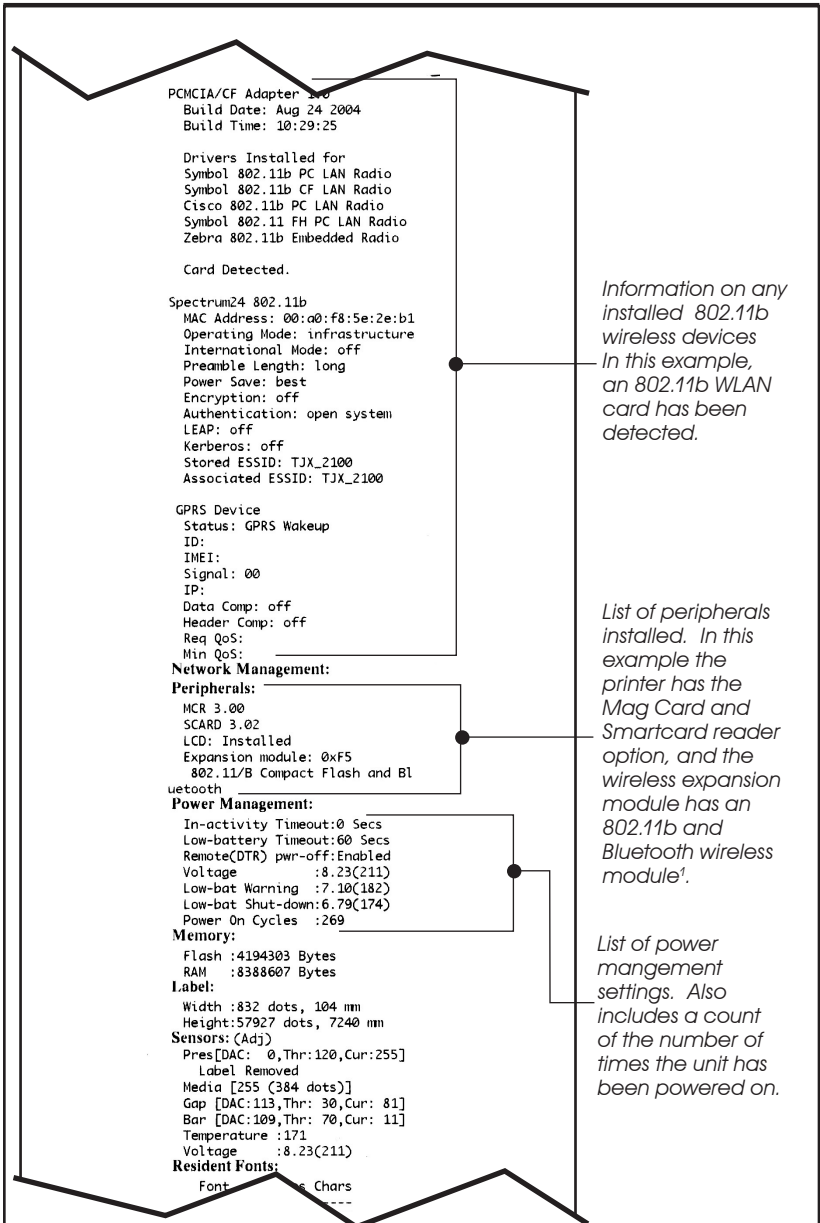 PCMCIA/CF Adapter
Build Date: Aug 24 2004
Build Time: 10:29:25
Drivers Installed for
Symbol 802.11b PC LAN Radio
Symbol 802.11b CF LAN Radio
Cisco 802.11b PC LAN Radio
Symbol 802.11 FH PC LAN Radio
Zebra 802.11b Embedded Radio
Card Detected.
Spectrum24 802.11b
MAC Address: 00:a0:f8:5e:2e:b1
Operating Mode: infrastructure
International Mode: off
Preamble Length: long
Power Save: best
Encryption: off
Authentication: open system
LEAP: off
Kerberos: off
Stored ESSID: TJX_2100
Associated ESSID: TJX_2100
GPRS Device
Status: GPRS Wakeup
ID:
IMEI:
Signal: 00
IP:
Data Comp: off
Header Comp: off
Req QoS:
Min QoS:
Network Management:
Peripherals:
MCR 3.00
SCARD 3.02
LCD: Installed
Expansion module: 0xF5
802.11/B Compact Flash and Bl
uetooth
Power Management:
In-activity Timeout:0 Secs
Low-battery Timeout:60 Secs
Remote(DTR) pwr-off:Enabled
Voltage :8.23(211)
Low-bat Warning :7.10(182)
Low-bat Shut-down:6.79(174)
Power On Cycles :269
Memory:
Flash :4194303 Bytes
RAM :8388607 Bytes
Label:
Width :832 dots, 104 mm
Height:57927 dots, 7240 mm
Sensors: (Adj)
Pres[DAC: 0,Thr:120,Cur:255]
Label Removed
Media [255 (384 dots)]
Gap [DAC:113,Thr: 30,Cur: 81]
Bar [DAC:109,Thr: 70,Cur: 11]
Temperature :171
Voltage :8.23(211)
Resident Fonts:
Font Chars
Information on any
installed 802.11b
wireless devices
In this example,
an 802.11b WLAN
card has been
detected.
List of peripherals
installed. In this
example the
printer has the
Mag Card and
Smartcard reader
option, and the
wireless expansion
module has an
802.11b and
Bluetooth wireless
module¹.
List of power
mangement
settings. Also
includes a count
of the number of
times the unit has
been powered on.